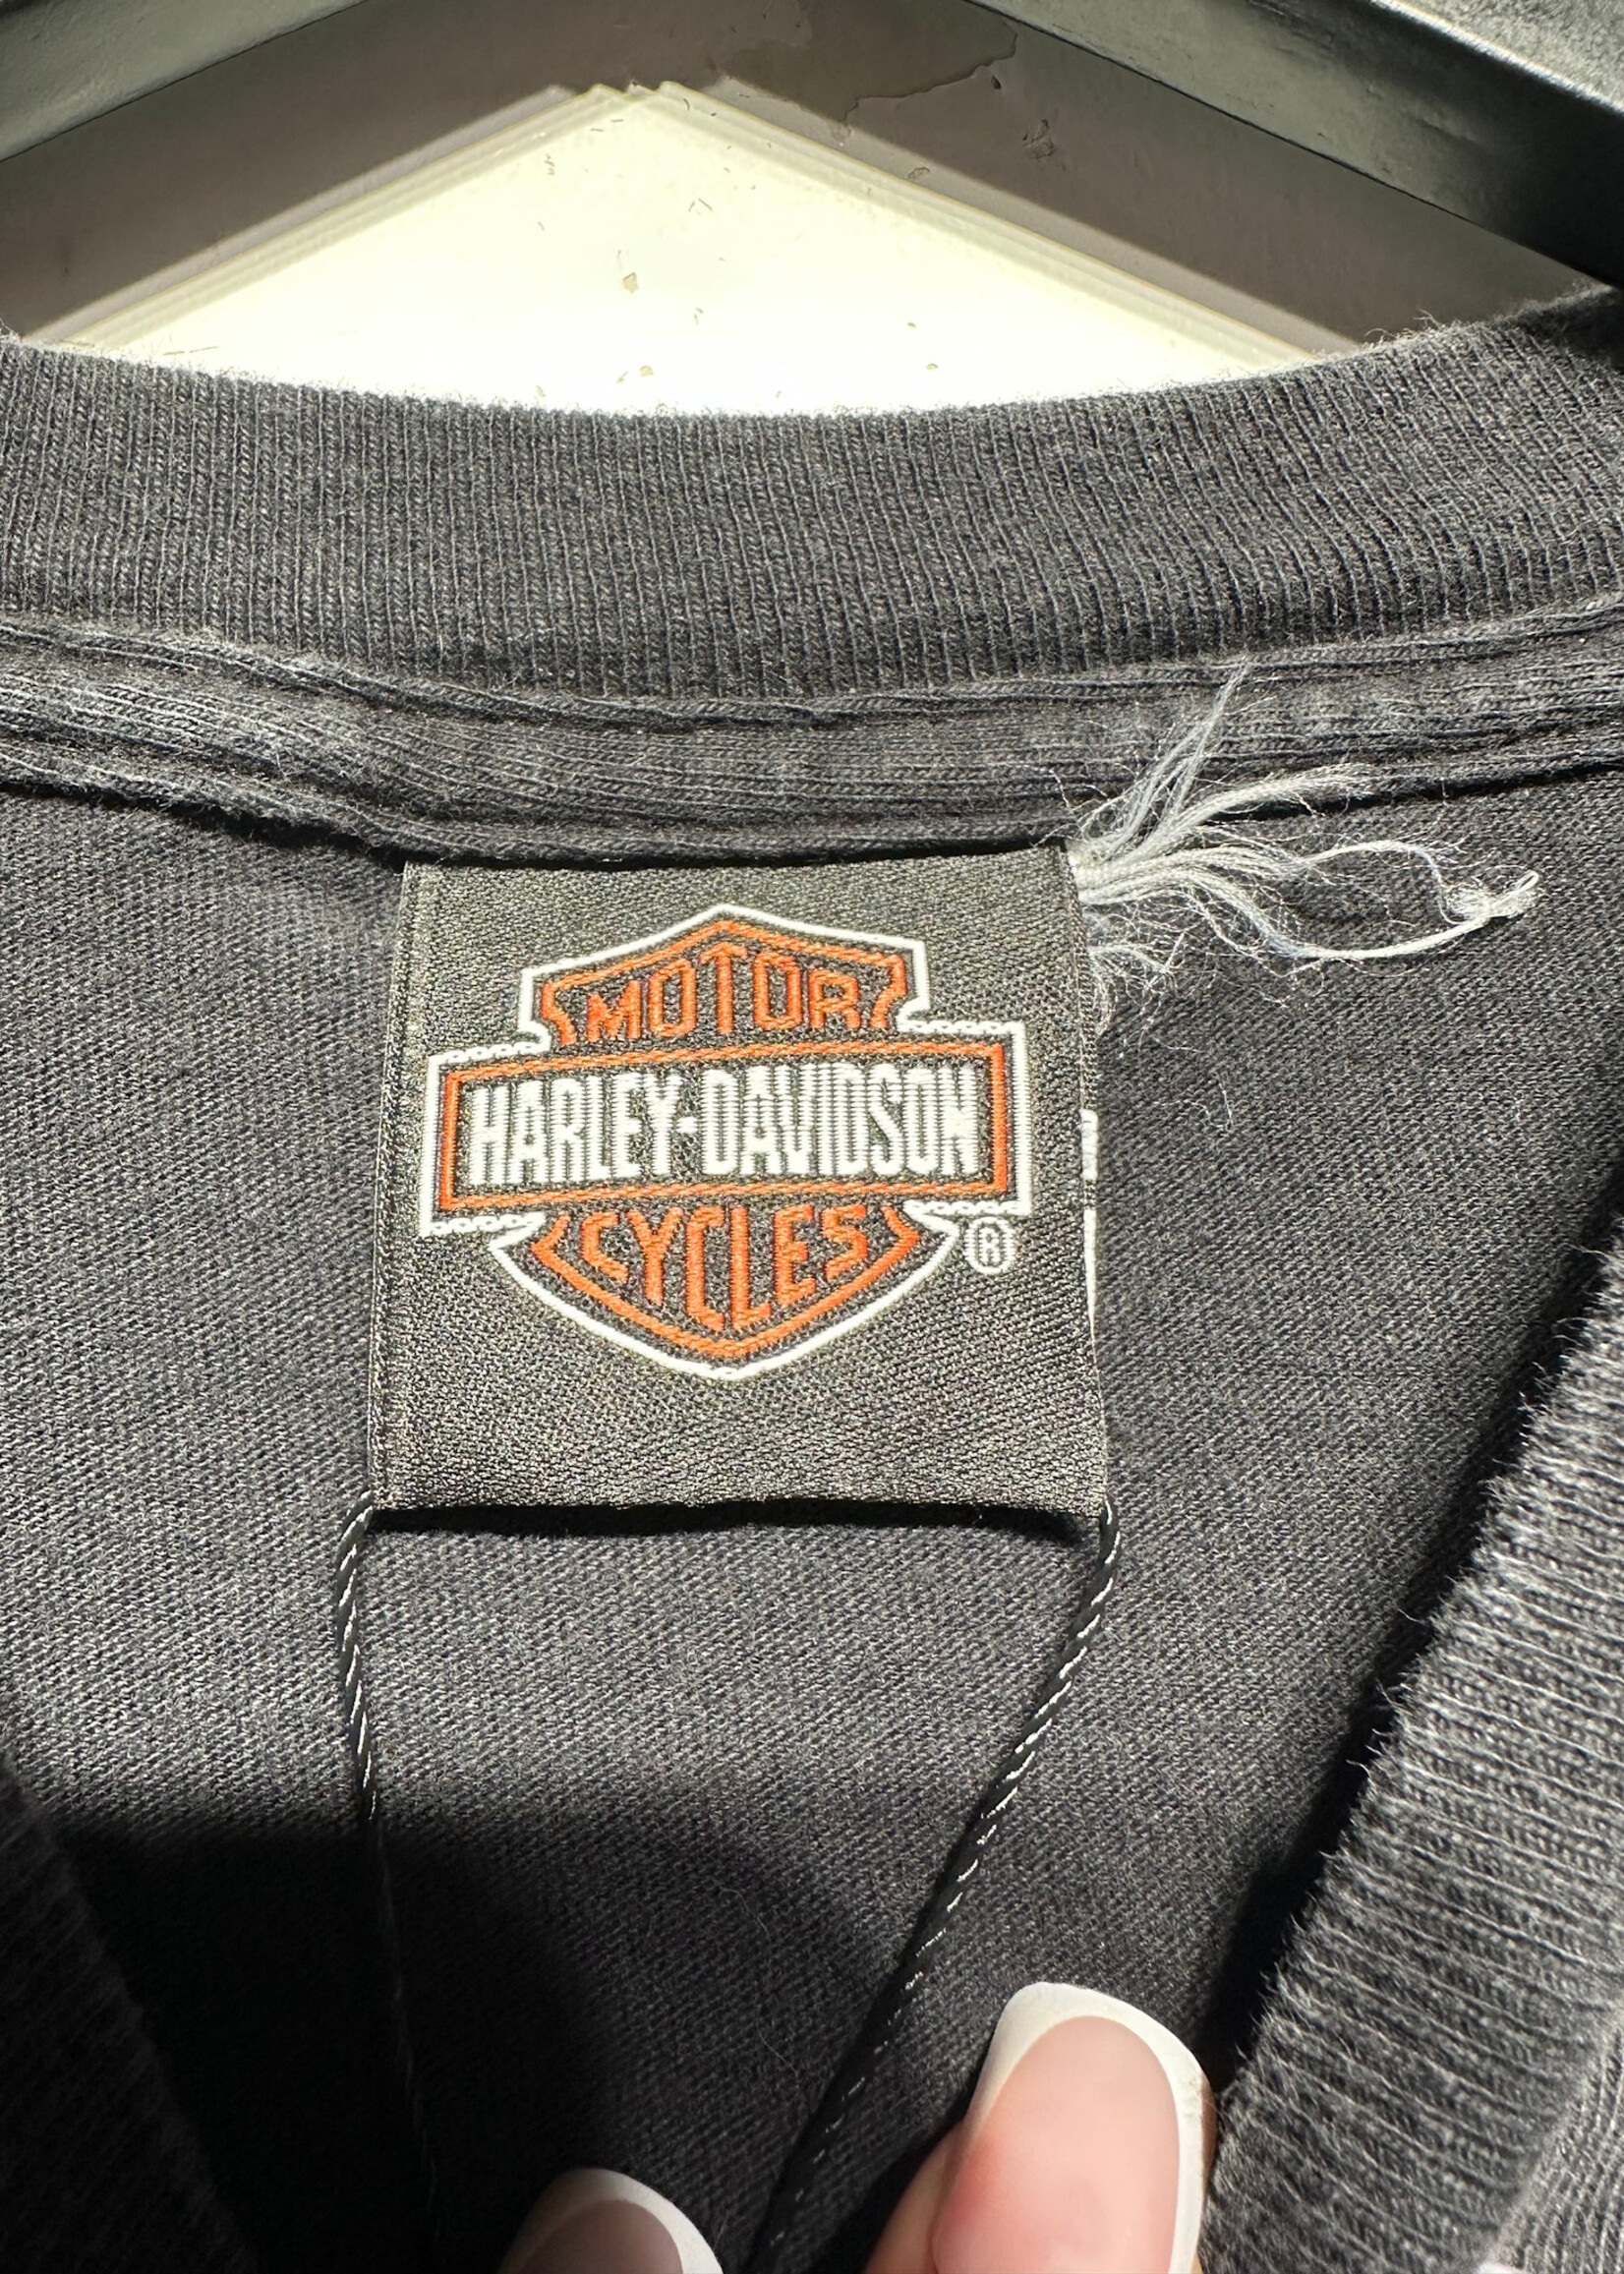 MOTOR
HARLEY-DAVIDSON
CYCLES
®